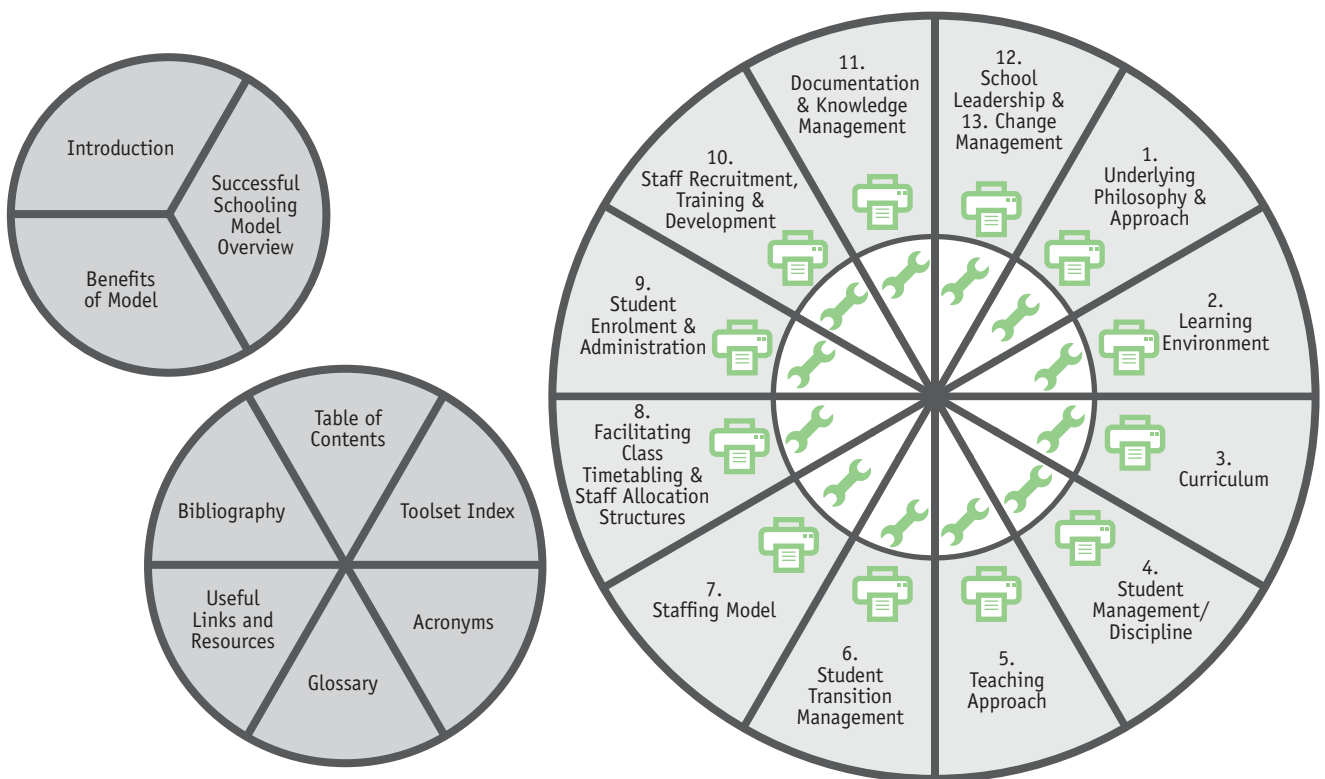 Introduction
Successful
Schooling
Model
Overview
Benefits
of Model
Table of
Contents
Toolset Index
Acronyms
Glossary
Useful
Links and
Resources
Bibliography
1.
Underlying
Philosophy &
Approach
2.
Learning
Environment
3.
Curriculum
4.
Student
Management/
Discipline
5.
Teaching
Approach
6.
Student
Transition
Management
7.
Staffing Model
8.
Facilitating
Class
Timetabling &
Staff Allocation
Structures
9.
Student
Enrolment &
Administration
10.
Staff Recruitment,
Training &
Development
11.
Documentation
& Knowledge
Management
12.
School
Leadership &
13. Change
Management